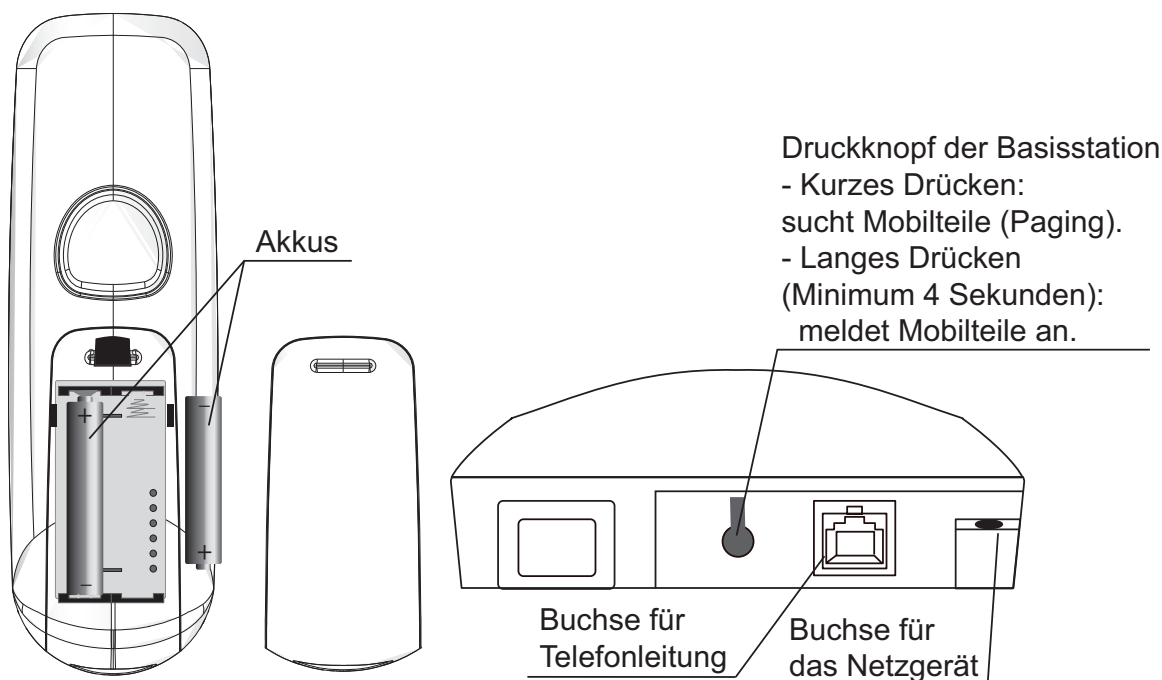 Akkus
Druckknopf der Basisstation
- Kurzes Drücken:
sucht Mobilteile (Paging).
- Langes Drücken
(Minimum 4 Sekunden):
meldet Mobilteile an.
+
-
-
+
Buchse für
Telefonleitung
Buchse für
das Netzgerät